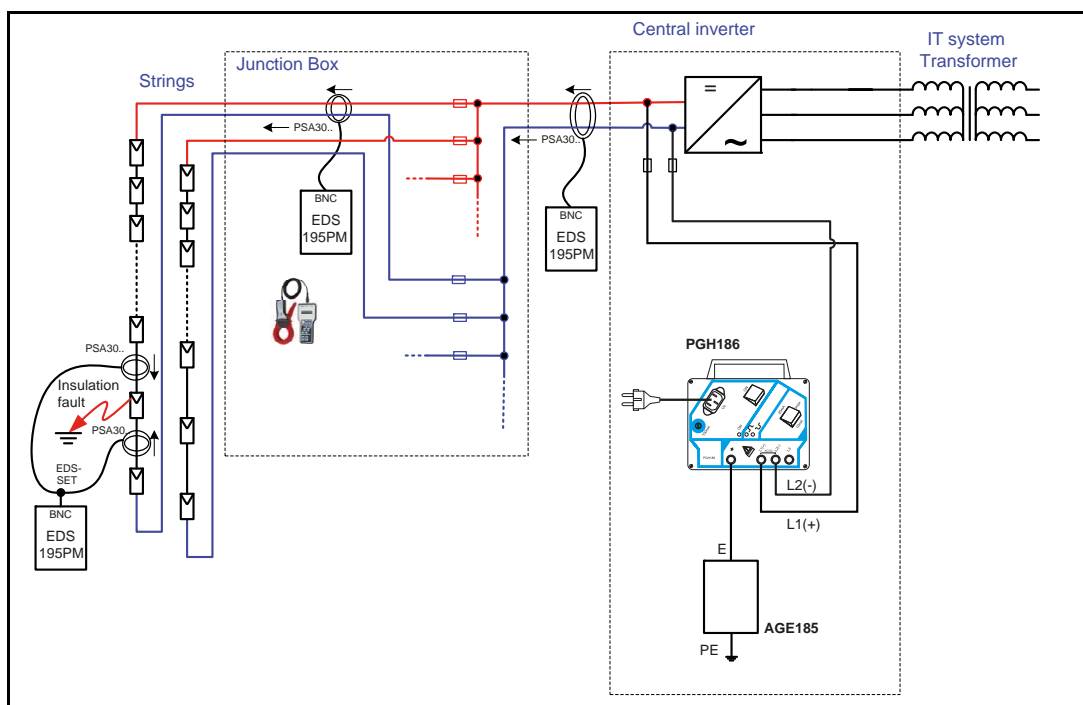 Central inverter
IT system
Transformer
Junction Box
Strings
PSA30..
PSA30..
BNC
EDS
195PM
BNC
EDS
195PM
PSA30..
Insulation
fault
PSA30..
EDS-
SET
BNC
EDS
195PM
PGH186
L2(-)
L1(+)
E
AGE185
PE